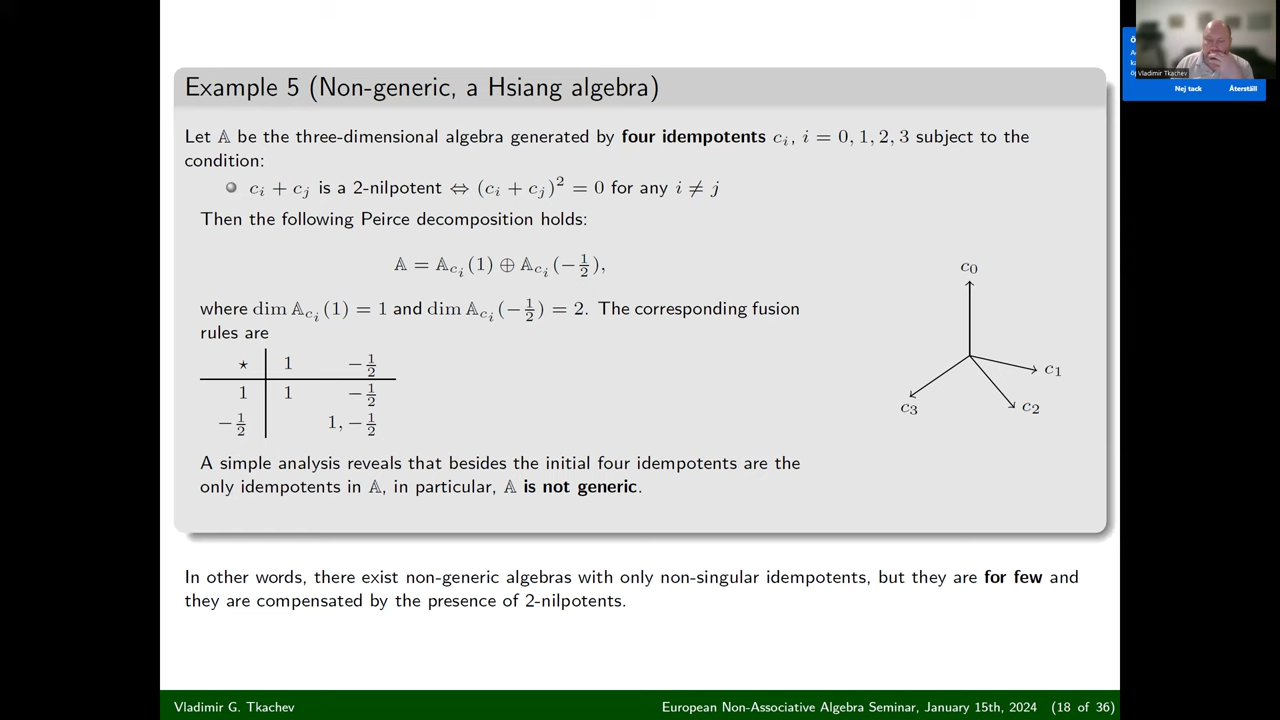 Example 5 (Non-generic, a Hsiang algebra)
Let 𝔸 be the three-dimensional algebra generated by four idempotents c_i, i = 0, 1, 2, 3 subject to the
condition:
c_i + c_j is a 2-nilpotent ⇔ (c_i + c_j)^2 = 0 for any i ≠ j
Then the following Peirce decomposition holds:
𝔸 = 𝔸_{c_i}(1) ⊕ 𝔸_{c_i}(−1/2),
where dim 𝔸_{c_i}(1) = 1 and dim 𝔸_{c_i}(−1/2) = 2. The corresponding fusion
rules are
⋆ 1 −1/2
1 1 −1/2
−1/2 1, −1/2
A simple analysis reveals that besides the initial four idempotents are the
only idempotents in 𝔸, in particular, 𝔸 is not generic.
c_0
c_1
c_2
c_3
In other words, there exist non-generic algebras with only non-singular idempotents, but they are for few and
they are compensated by the presence of 2-nilpotents.
Vladimir G. Tkachev European Non-Associative Algebra Seminar, January 15th, 2024 (18 of 36)
Vladimir Tkachev
Nej tack Återställ